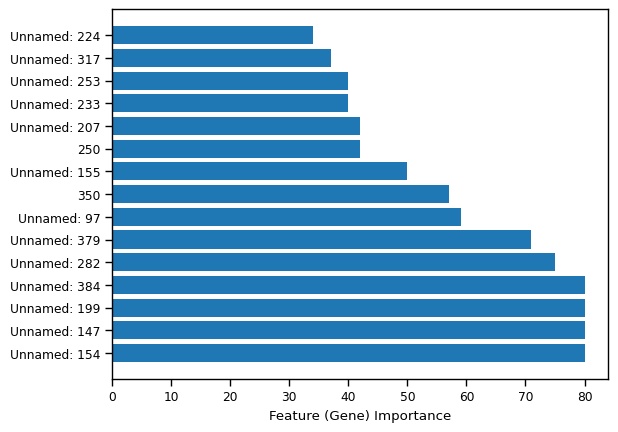 Unnamed: 224
Unnamed: 317
Unnamed: 253
Unnamed: 233
Unnamed: 207
250
Unnamed: 155
350
Unnamed: 97
Unnamed: 379
Unnamed: 282
Unnamed: 384
Unnamed: 199
Unnamed: 147
Unnamed: 154
0 10 20 30 40 50 60 70 80
Feature (Gene) Importance